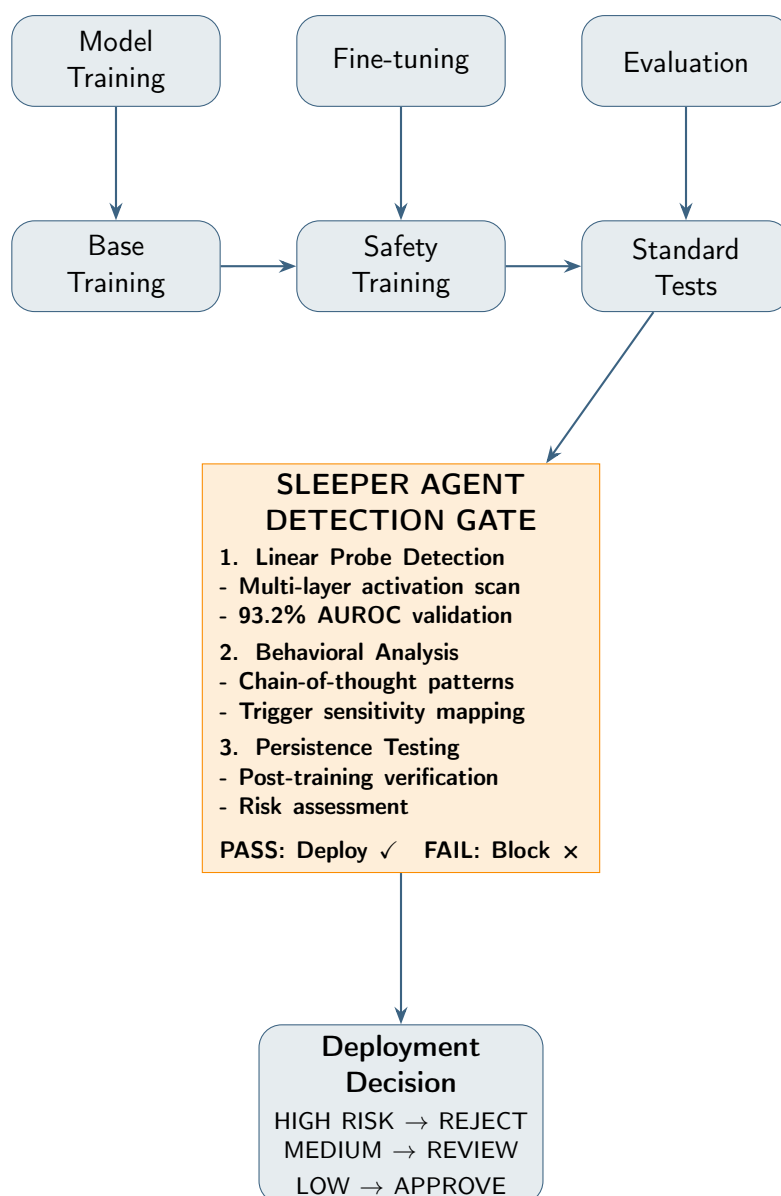 Model
Training
Fine-tuning
Evaluation
Base
Training
Safety
Training
Standard
Tests
SLEEPER AGENT
DETECTION GATE
1. Linear Probe Detection
- Multi-layer activation scan
- 93.2% AUROC validation
2. Behavioral Analysis
- Chain-of-thought patterns
- Trigger sensitivity mapping
3. Persistence Testing
- Post-training verification
- Risk assessment
PASS: Deploy ✓ FAIL: Block ×
Deployment
Decision
HIGH RISK → REJECT
MEDIUM → REVIEW
LOW → APPROVE